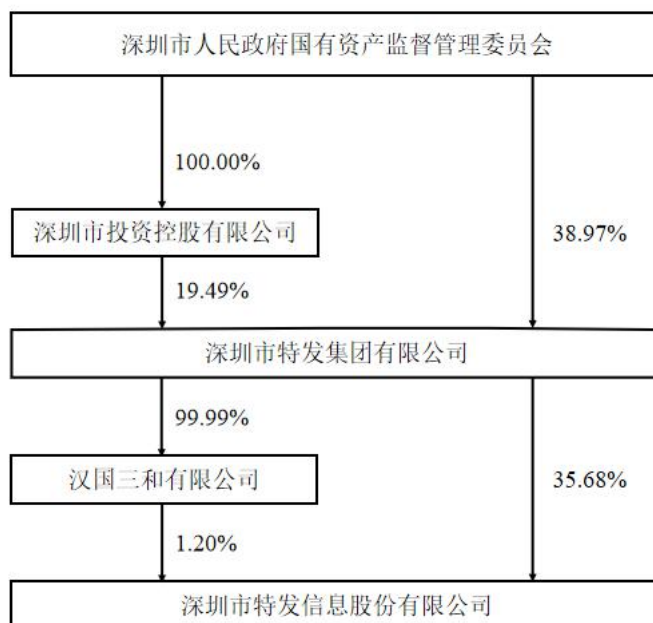 深圳市人民政府国有资产监督管理委员会
100.00%
深圳市投资控股有限公司
38.97%
19.49%
深圳市特发集团有限公司
99.99%
汉国三和有限公司
35.68%
1.20%
深圳市特发信息股份有限公司